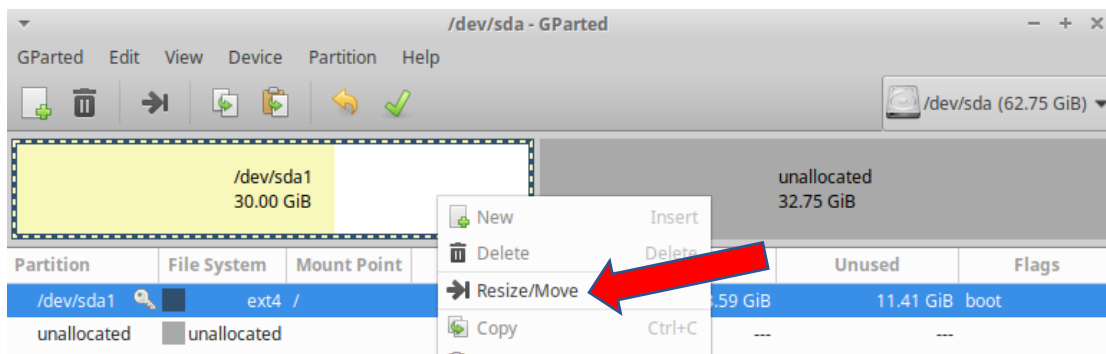 /dev/sda - GParted
GParted Edit View Device Partition Help
/dev/sda (62.75 GiB)
/dev/sda1
30.00 GiB
unallocated
32.75 GiB
New Insert
Delete Delete
Resize/Move
Copy Ctrl+C
Partition File System Mount Point Unused Flags
/dev/sda1 ext4 / .59 GiB 11.41 GiB boot
unallocated unallocated --- ---